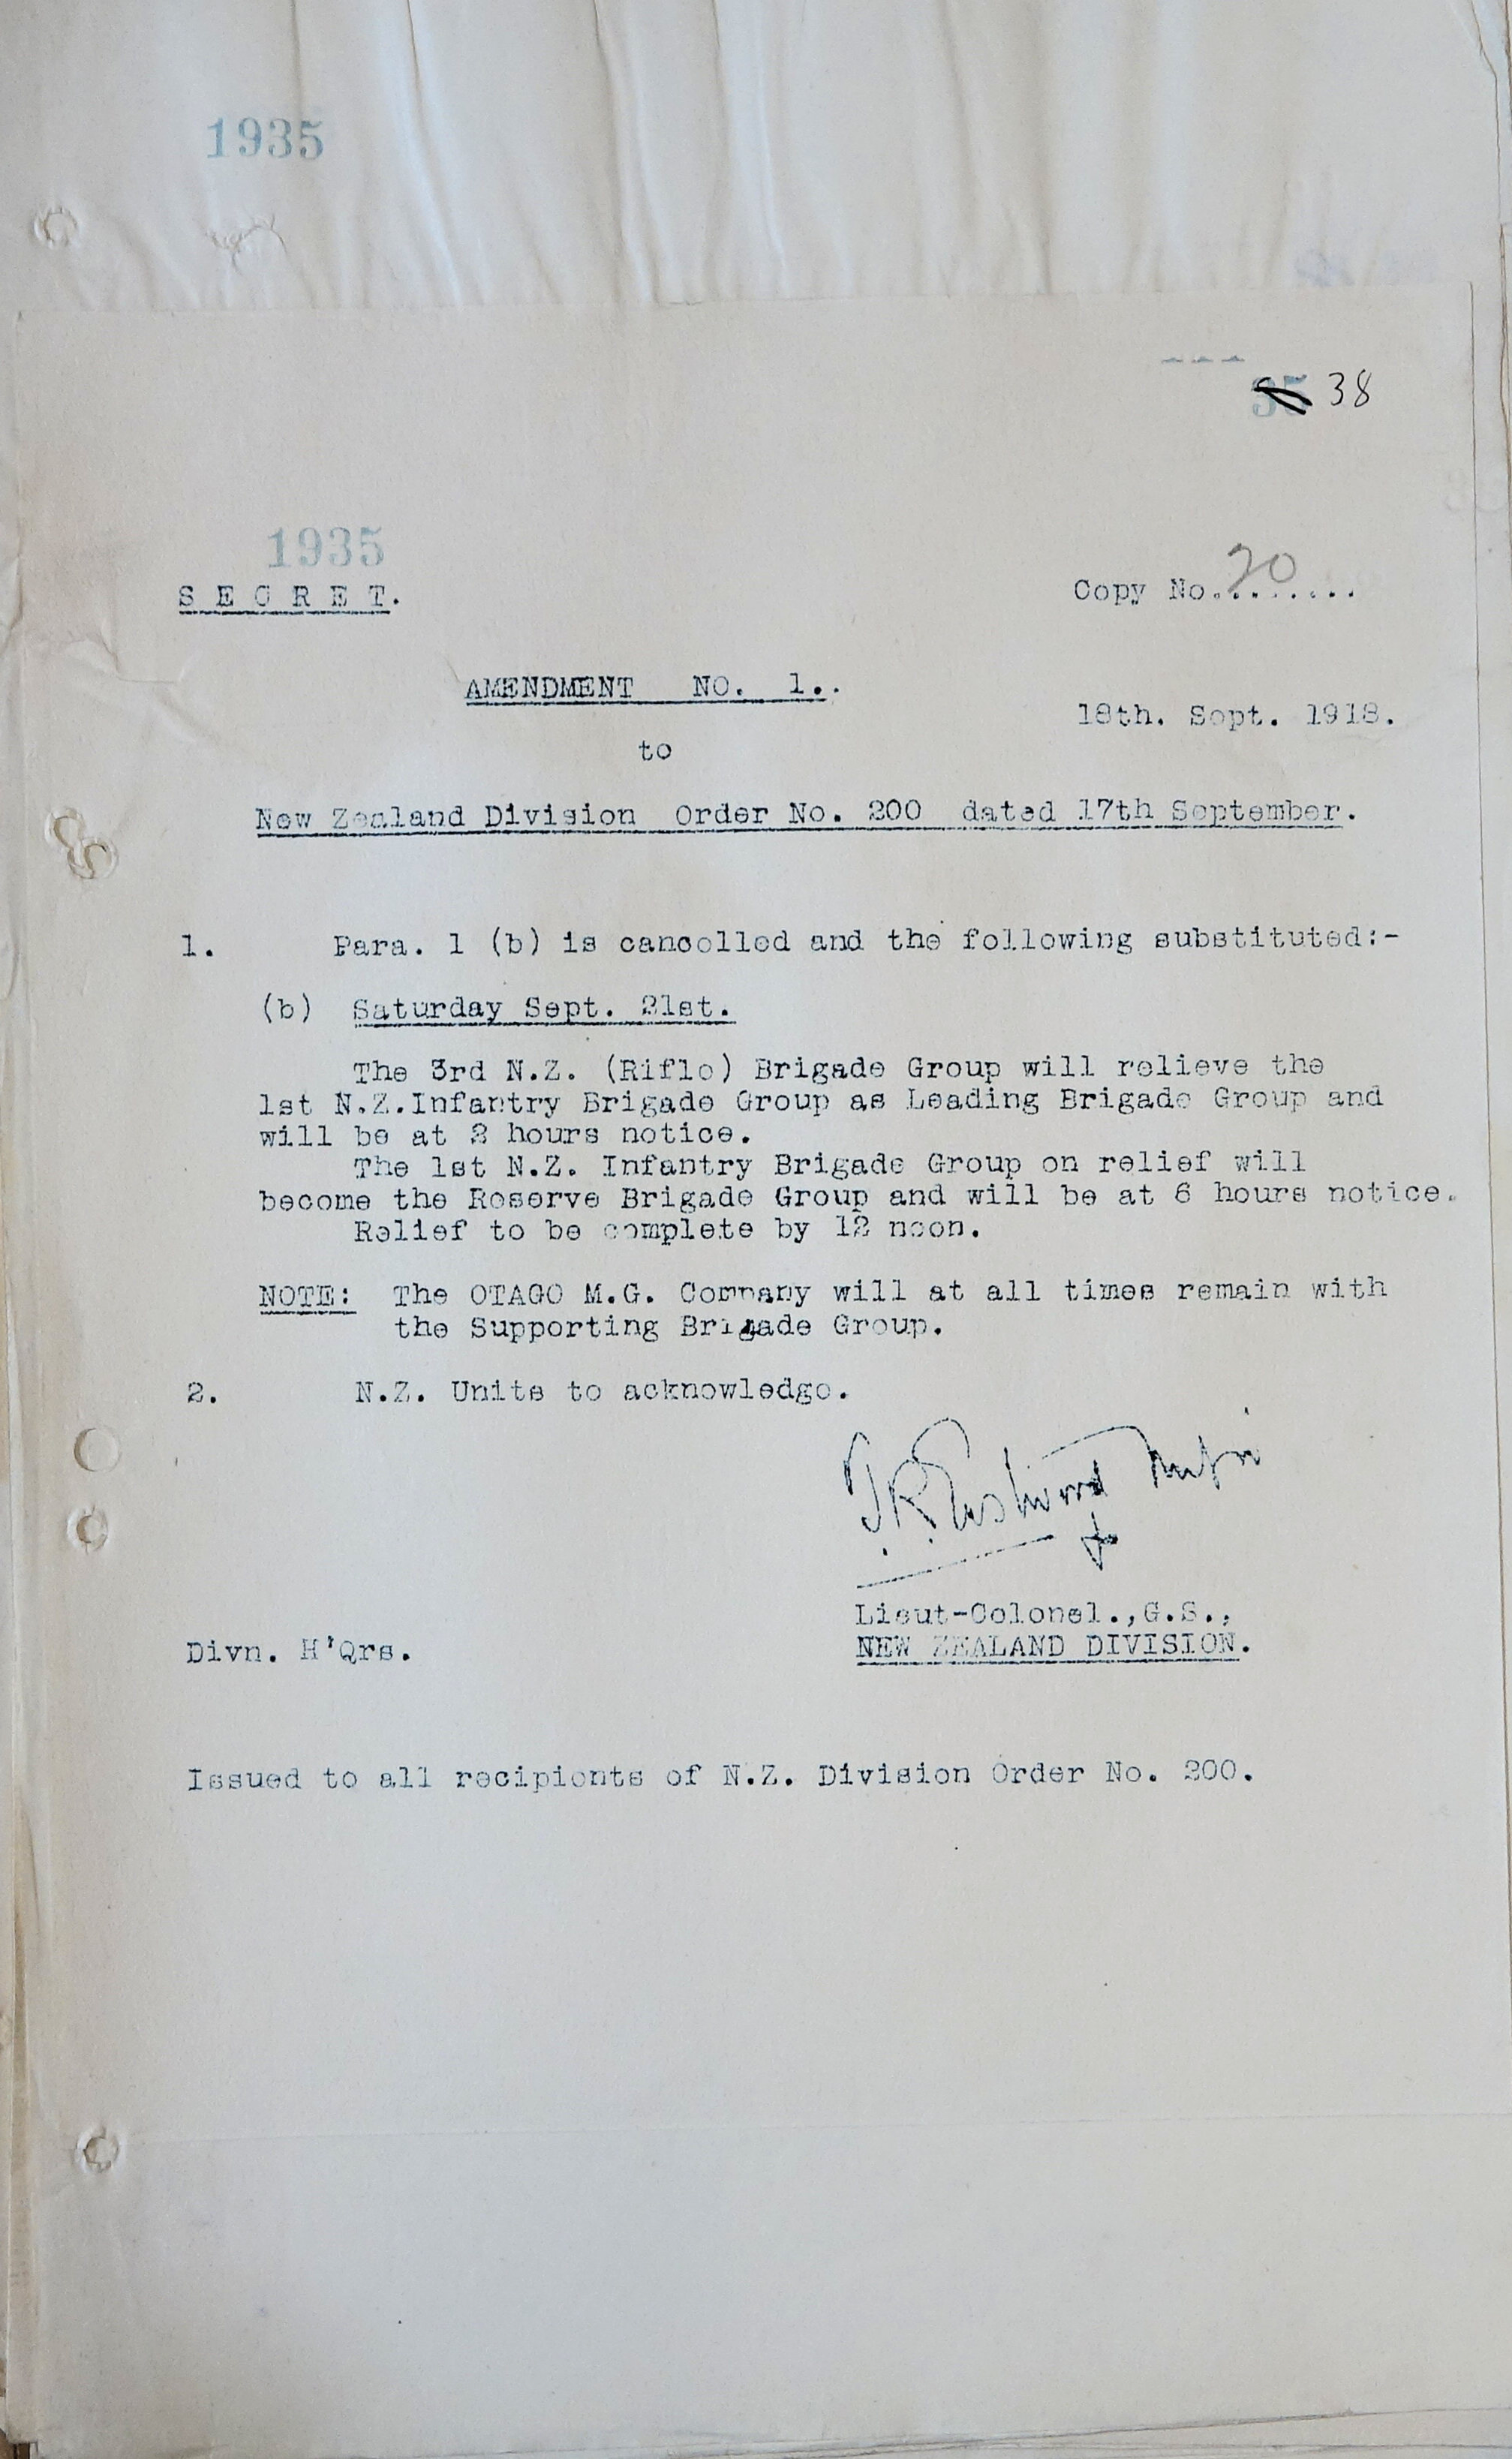 1935
38
1935
SECRET.
Copy No. 20
AMENDMENT NO. 1..
18th. Sept. 1918.
to
New Zealand Division Order No. 200 dated 17th September.
1. Para. 1 (b) is cancelled and the following substituted:-
(b) Saturday Sept. 21st.
The 3rd N.Z. (Rifle) Brigade Group will relieve the
1st N.Z.Infantry Brigade Group as Leading Brigade Group and
will be at 2 hours notice.
The 1st N.Z. Infantry Brigade Group on relief will
become the Reserve Brigade Group and will be at 6 hours notice.
Relief to be complete by 12 noon.
NOTE: The OTAGO M.G. Company will at all times remain with
the Supporting Brigade Group.
2. N.Z. Units to acknowledge.
Lieut-Colonel.,G.S.,
Divn. H'Qrs.
NEW ZEALAND DIVISION.
Issued to all recipients of N.Z. Division Order No. 200.